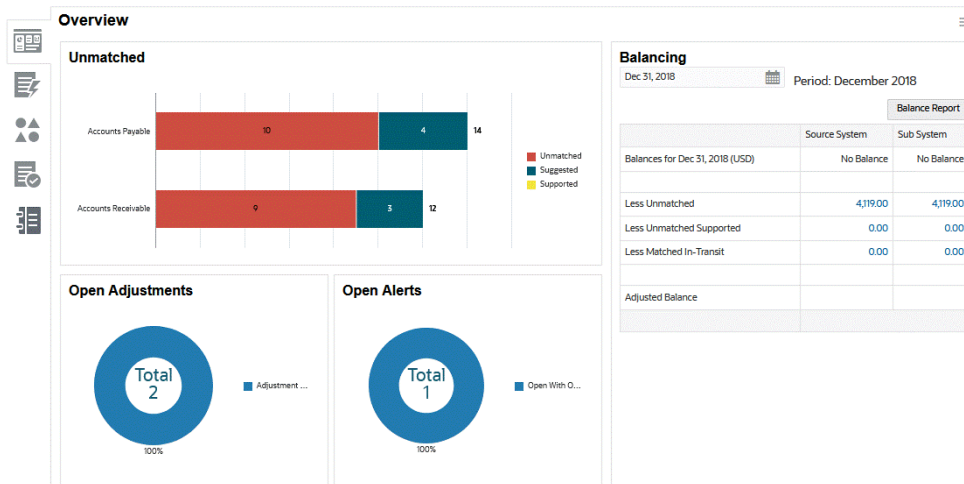 Overview
Unmatched
Accounts Payable
10
4
14
Accounts Receivable
9
3
12
Unmatched
Suggested
Supported
Open Adjustments
Total
2
100%
Adjustment ...
Open Alerts
Total
1
100%
Open With O...
Balancing
Dec 31, 2018
Period: December 2018
Balance Report
Source System Sub System
Balances for Dec 31, 2018 (USD) No Balance No Balance
Less Unmatched 4,119.00 4,119.00
Less Unmatched Supported 0.00 0.00
Less Matched In-Transit 0.00 0.00
Adjusted Balance